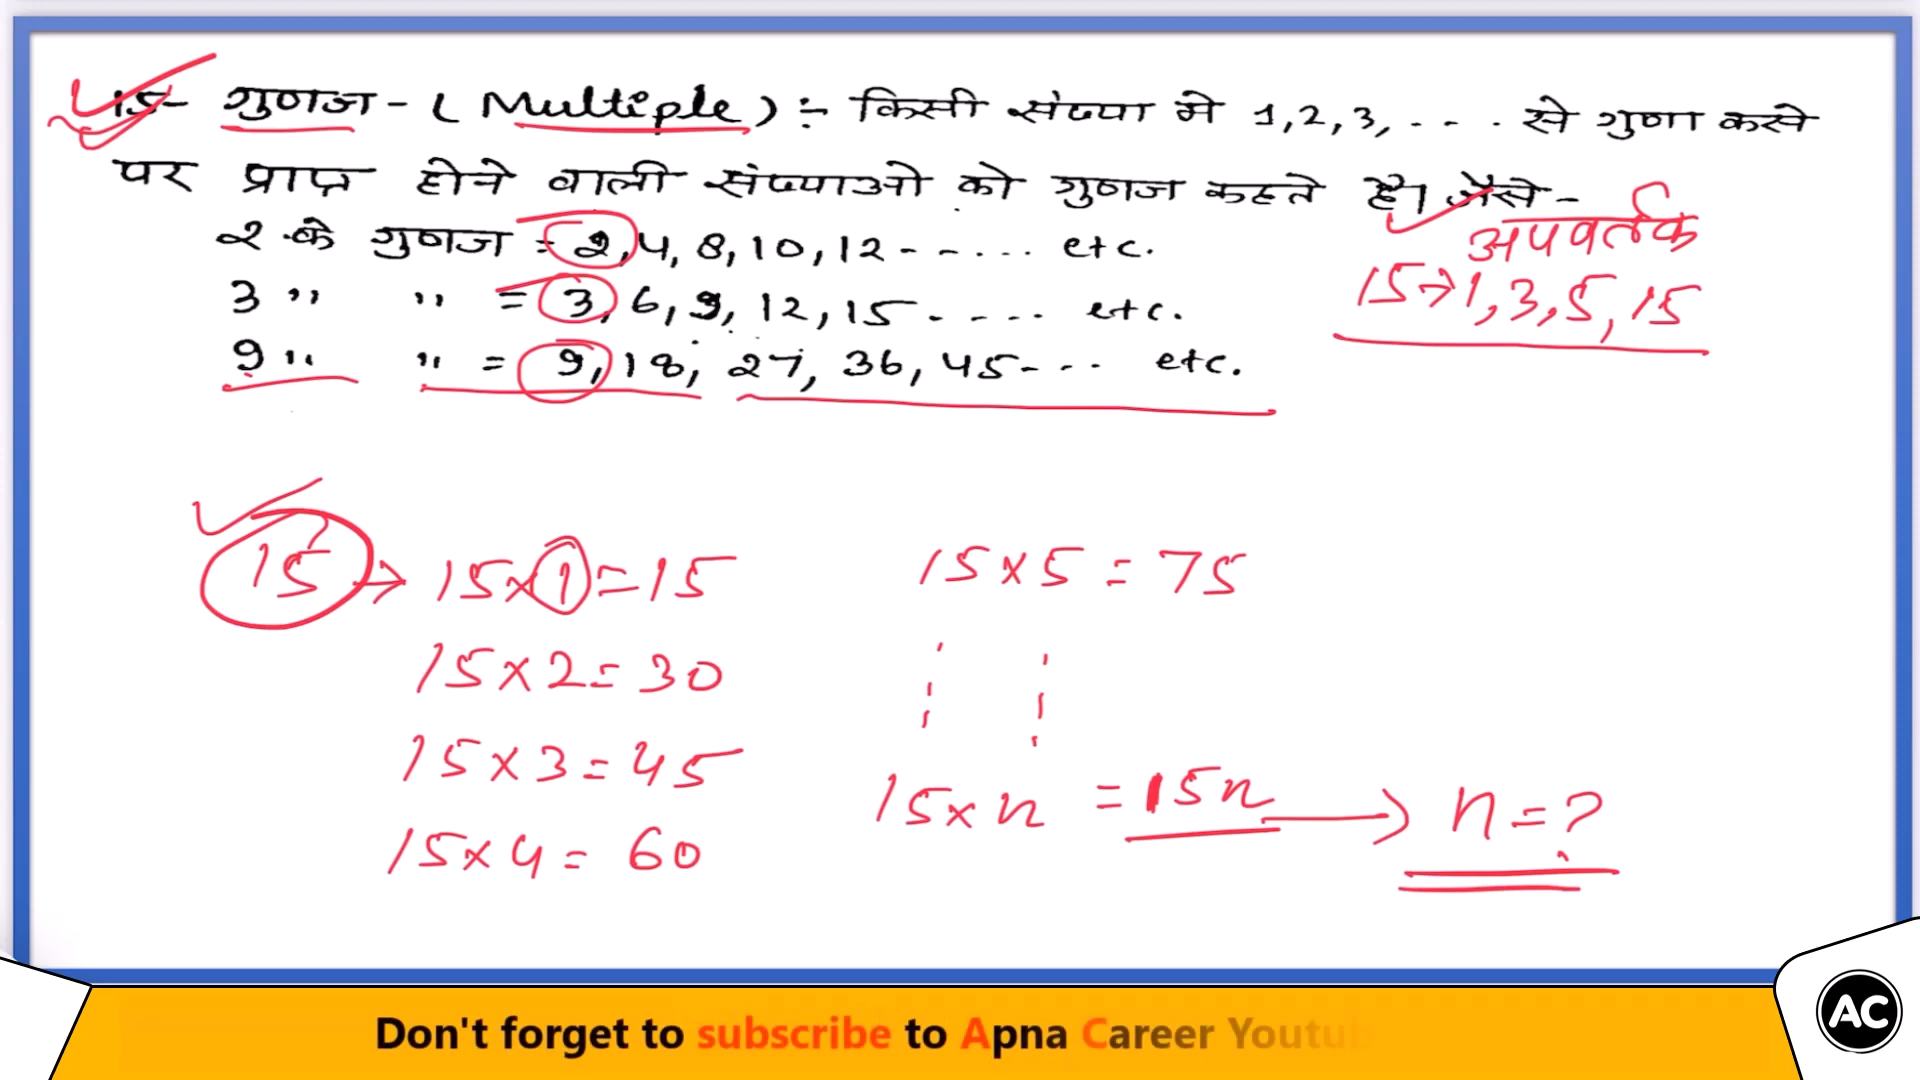 15- गुणज - ( Multiple ) :- किसी संख्या मे 1,2,3, . . . . से गुणा करने
पर प्राप्त होने वाली संख्याओ को गुणज कहते है। जैसे -
2 के गुणज = 2,4, 8, 10, 12 - - . . . . etc.
3 ,, ,, = 3, 6, 9, 12, 15 . - - - . etc.
9 ,, ,, = 9, 18, 27, 36, 45 - - . . etc.
अपवर्तक
15→1,3,5,15
15 → 15×1=15
15×2=30
15×3=45
15×4=60
15×5=75
15×n =15n → n=?
Don't forget to subscribe to Apna Career Youtub
AC